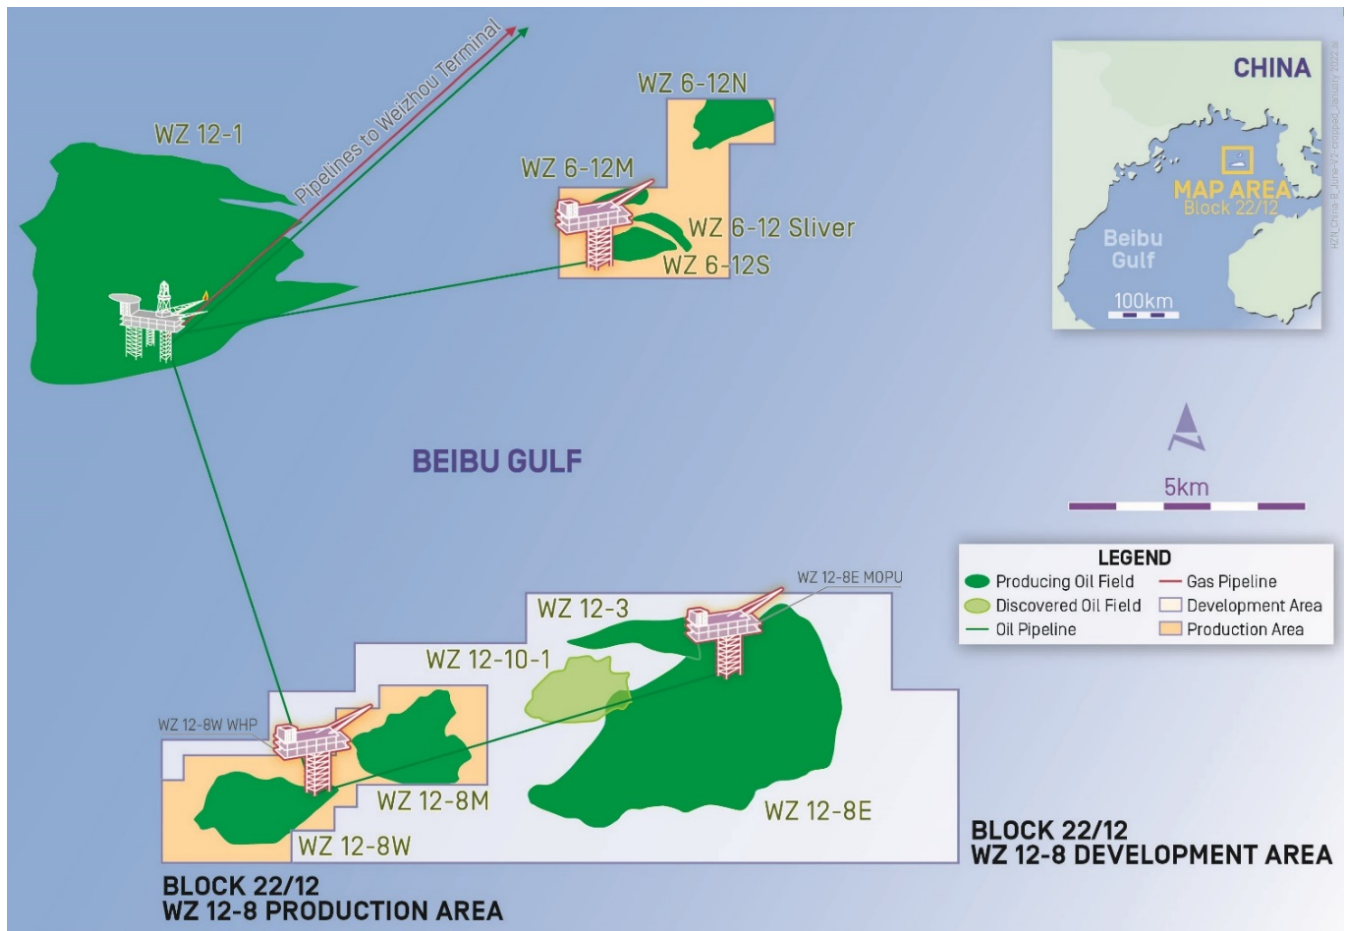 Pipelines to Weizhou Terminal
WZ 12-1
WZ 6-12N
WZ 6-12M
WZ 6-12 Sliver
WZ 6-12S
CHINA
MAP AREA
Block 22/12
Beibu
Gulf
100km
BEIBU GULF
5km
LEGEND
Producing Oil Field
Gas Pipeline
Discovered Oil Field
Development Area
Oil Pipeline
Production Area
WZ 12-8E MOPU
WZ 12-3
WZ 12-10-1
WZ 12-8W WHP
WZ 12-8M
WZ 12-8E
WZ 12-8W
BLOCK 22/12
WZ 12-8 DEVELOPMENT AREA
BLOCK 22/12
WZ 12-8 PRODUCTION AREA